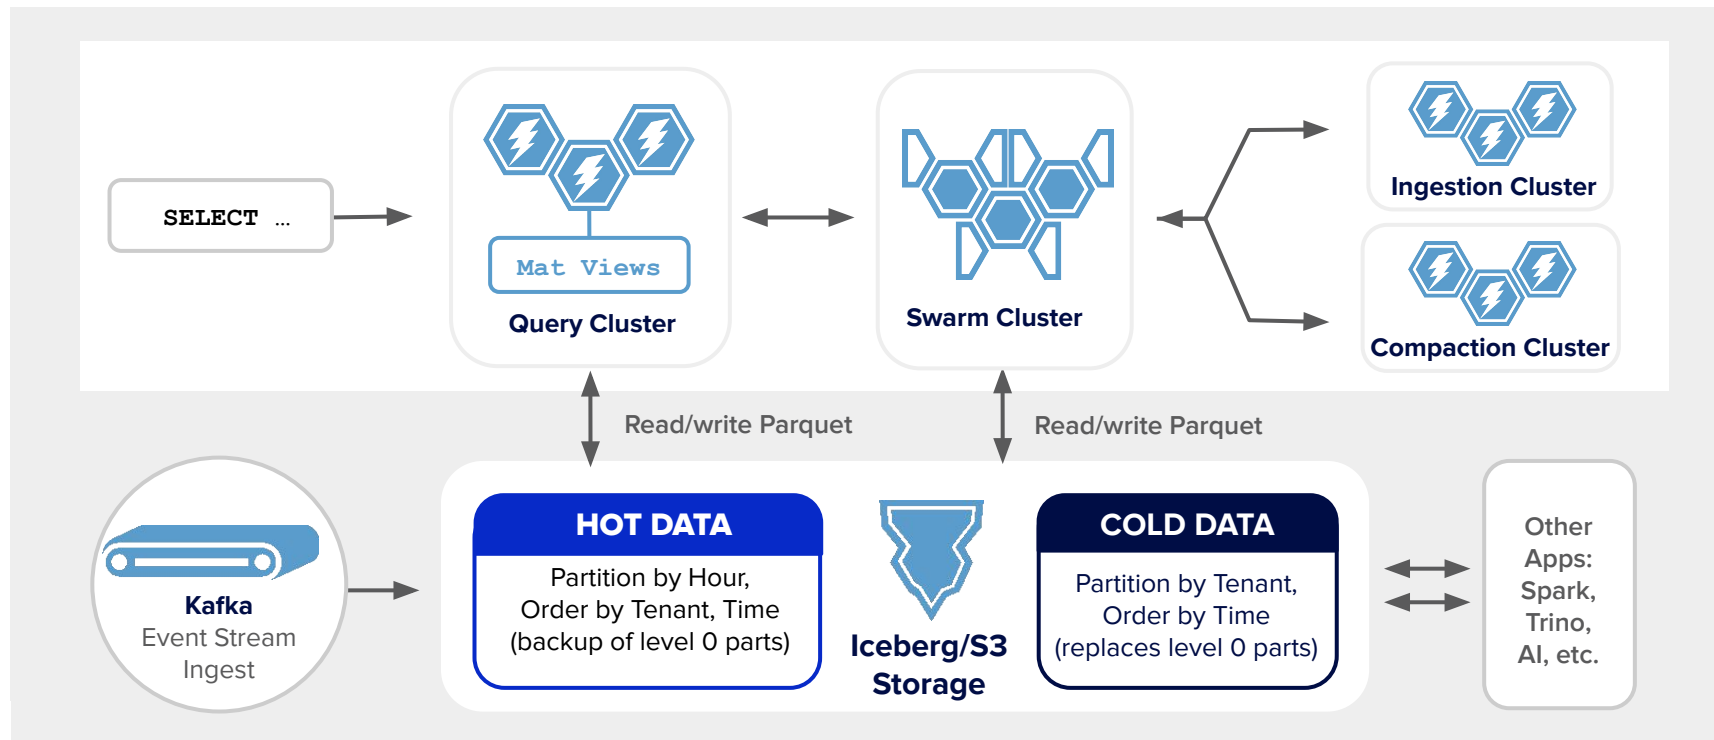 SELECT ...
Mat Views
Query Cluster
Swarm Cluster
Ingestion Cluster
Compaction Cluster
Read/write Parquet
Read/write Parquet
Kafka
Event Stream
Ingest
HOT DATA
Partition by Hour,
Order by Tenant, Time
(backup of level 0 parts)
Iceberg/S3
Storage
COLD DATA
Partition by Tenant,
Order by Time
(replaces level 0 parts)
Other
Apps:
Spark,
Trino,
AI, etc.